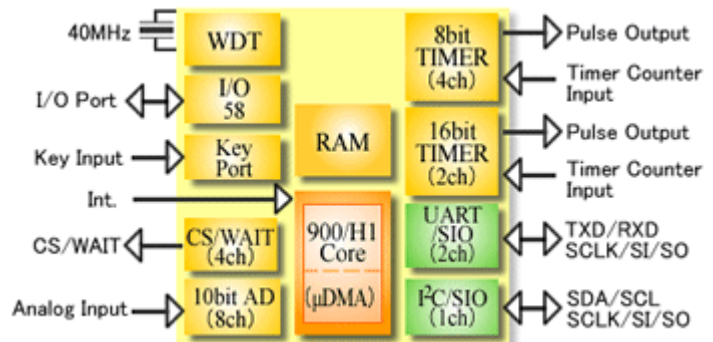 40MHz
I/O Port
Key Input
Int.
CS/WAIT
Analog Input
WDT
I/O
58
Key
Port
CS/WAIT
(4ch)
10bit AD
(8ch)
RAM
900/H1
Core
(μDMA)
8bit
TIMER
(4ch)
16bit
TIMER
(2ch)
UART
/SIO
(2ch)
I²C/SIO
(1ch)
Pulse Output
Timer Counter
Input
Pulse Output
Timer Counter
Input
TXD/RXD
SCLK/SI/SO
SDA/SCL
SCLK/SI/SO